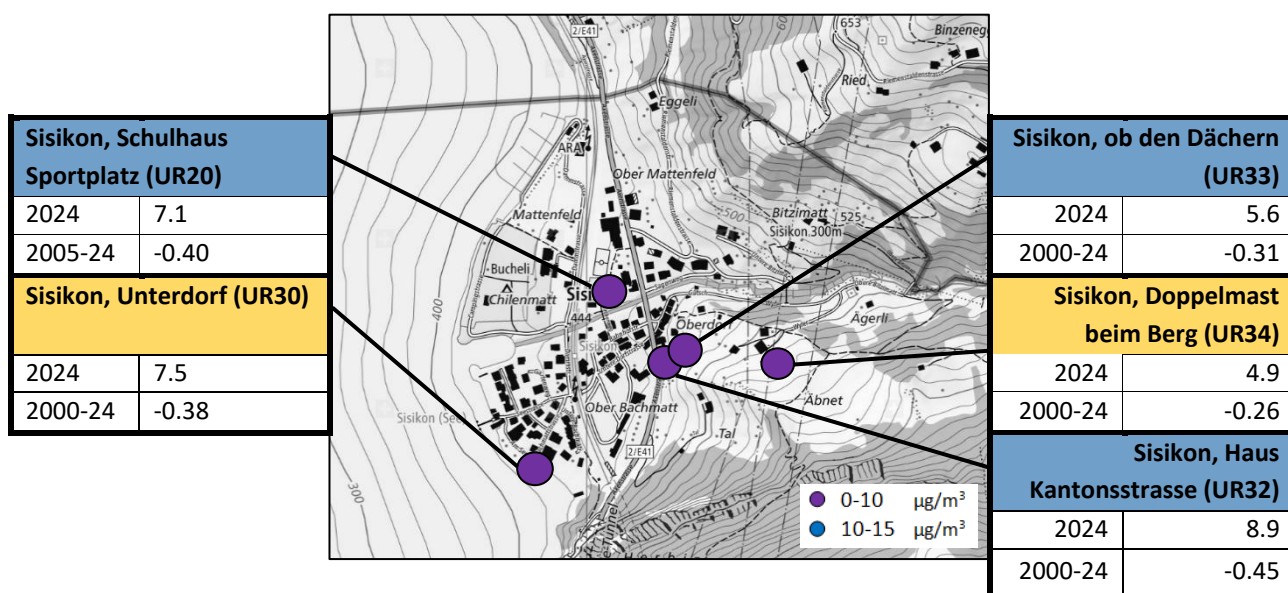 Sisikon, Schulhaus
Sportplatz (UR20)
2024 7.1
2005-24 -0.40
Sisikon, Unterdorf (UR30)
2024 7.5
2000-24 -0.38
2/E41
653
Binzenegg
Ried
Eggeli
ARA
Ober Mattenfeld
Mattenfeld
500
Bitzimatt
525
Sisikon 300m
Bucheli
Chilenmatt
Sisi
400
444
Oberdorf
Ägerli
Sisikon
Ober Bachmatt
Äbnet
Sisikon (See)
Tal
2/E41
300
0-10 µg/m³
10-15 µg/m³
Sisikon, ob den Dächern
(UR33)
2024 5.6
2000-24 -0.31
Sisikon, Doppelmast
beim Berg (UR34)
2024 4.9
2000-24 -0.26
Sisikon, Haus
Kantonsstrasse (UR32)
2024 8.9
2000-24 -0.45